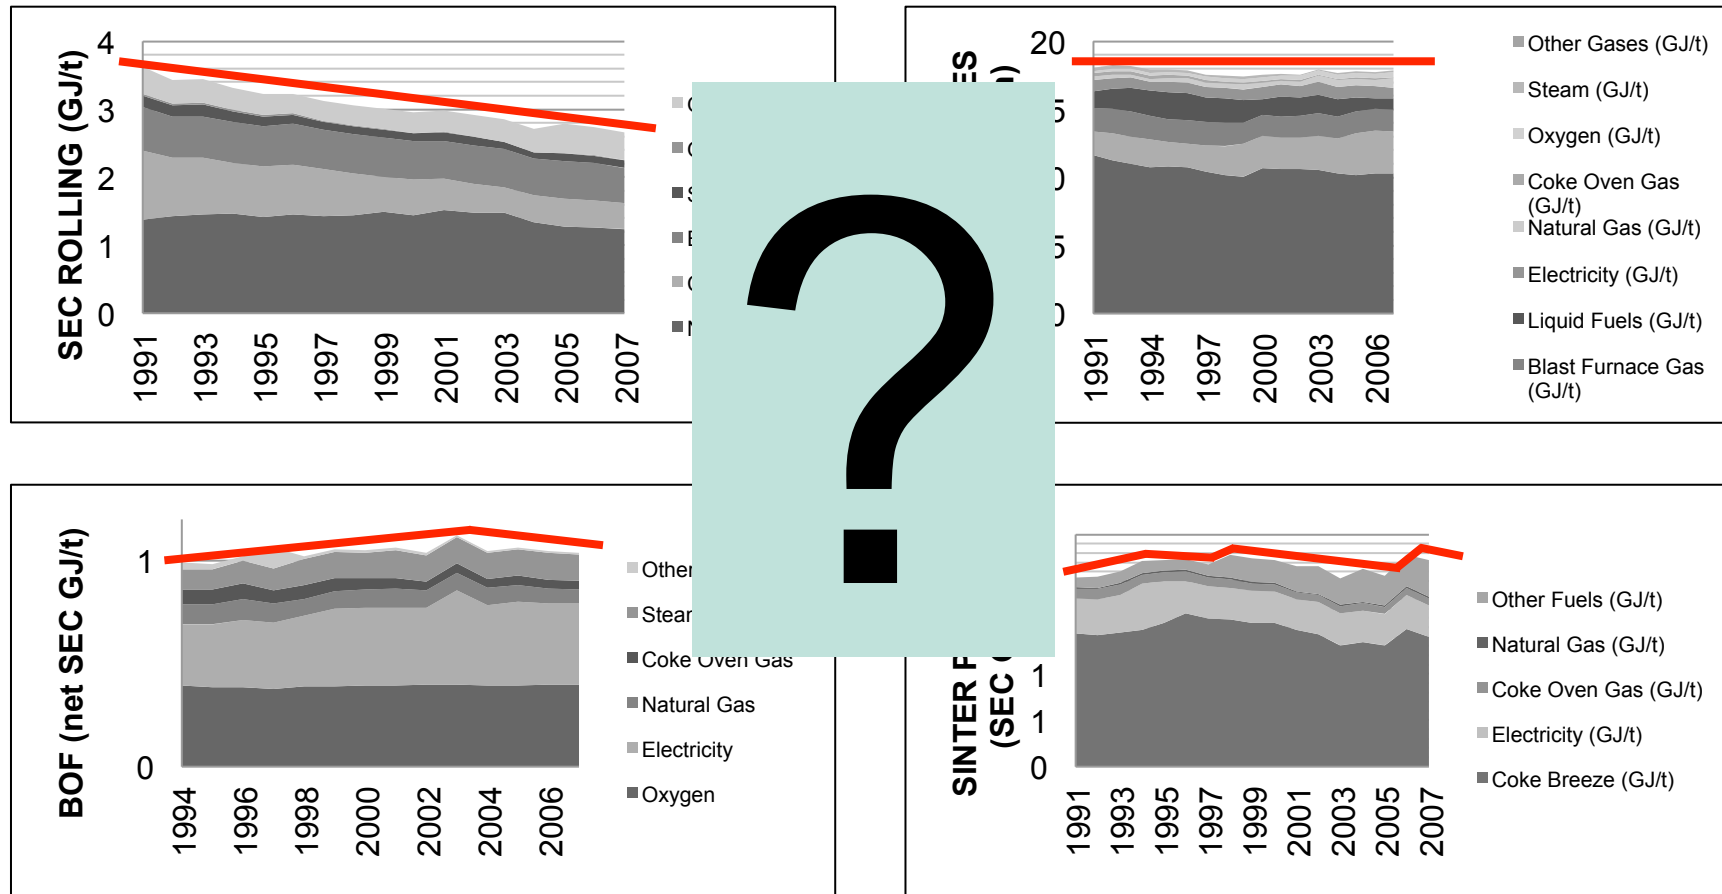 SEC ROLLING (GJ/t)
4
3
2
1
0
1991
1993
1995
1997
1999
2001
2003
2005
2007
20
0
1991
1994
1997
2000
2003
2006
Other Gases (GJ/t)
Steam (GJ/t)
Oxygen (GJ/t)
Coke Oven Gas
(GJ/t)
Natural Gas (GJ/t)
Electricity (GJ/t)
Liquid Fuels (GJ/t)
Blast Furnace Gas
(GJ/t)
?
BOF (net SEC GJ/t)
1
0
1994
1996
1998
2000
2002
2004
2006
Other
Coke Oven Gas
Natural Gas
Electricity
Oxygen
SINTER
(SEC
1
1
0
1991
1993
1995
1997
1999
2001
2003
2005
2007
Other Fuels (GJ/t)
Natural Gas (GJ/t)
Coke Oven Gas (GJ/t)
Electricity (GJ/t)
Coke Breeze (GJ/t)